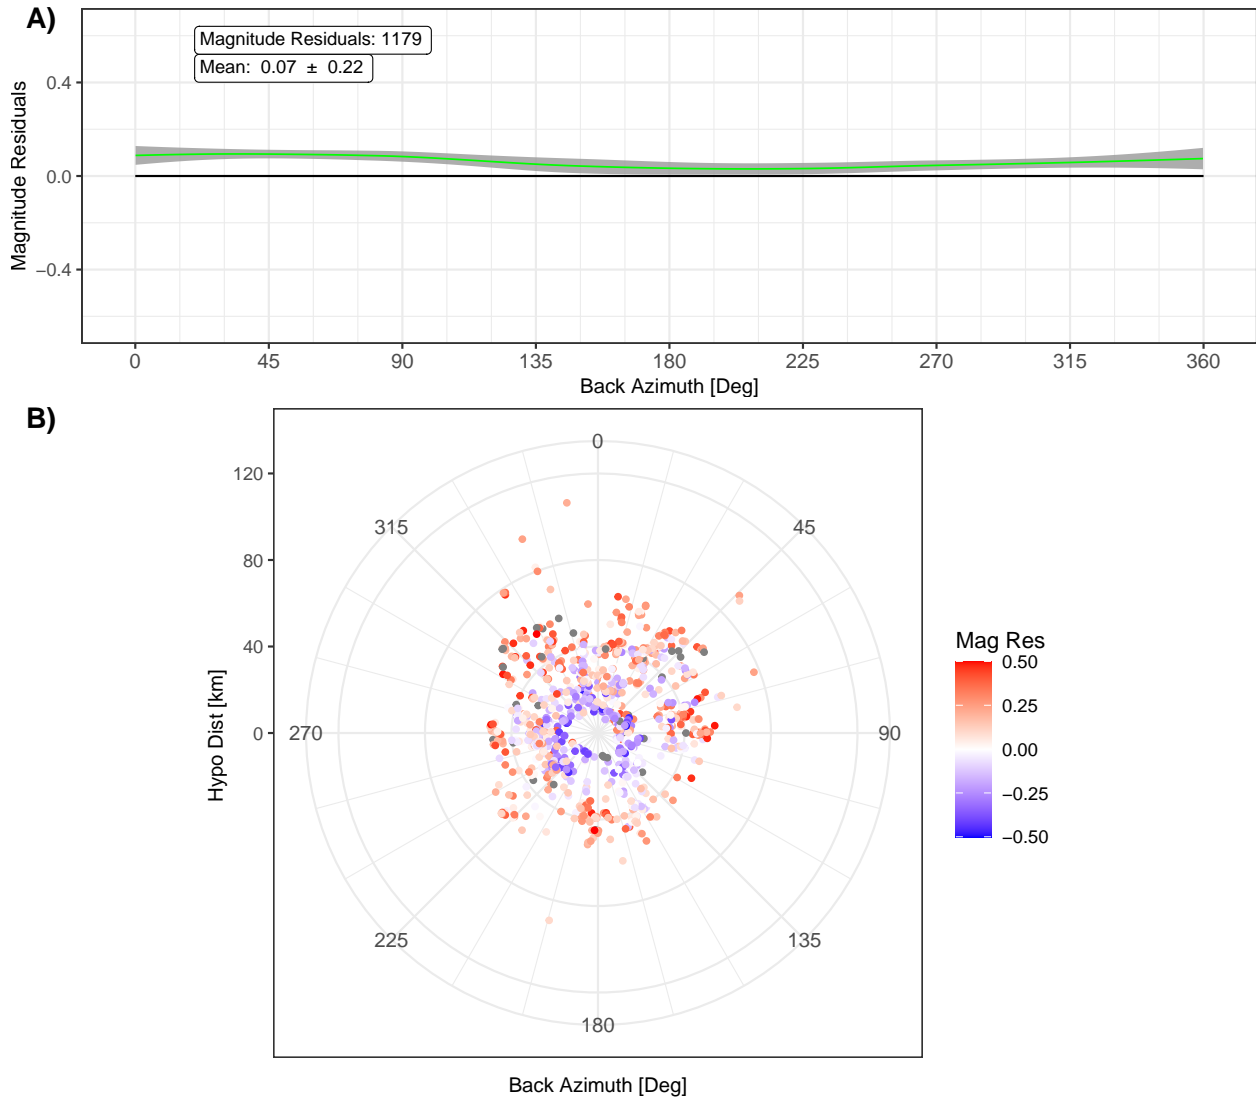 A)
Magnitude Residuals: 1179
Mean:  0.07  ±  0.22
0.4
0.0
−0.4
Magnitude Residuals
0 45 90 135 180 225 270 315 360
Back Azimuth [Deg]
B)
0
45
90
135
180
225
270
315
120
80
40
0
Hypo Dist [km]
Back Azimuth [Deg]
Mag Res
0.50
0.25
0.00
−0.25
−0.50